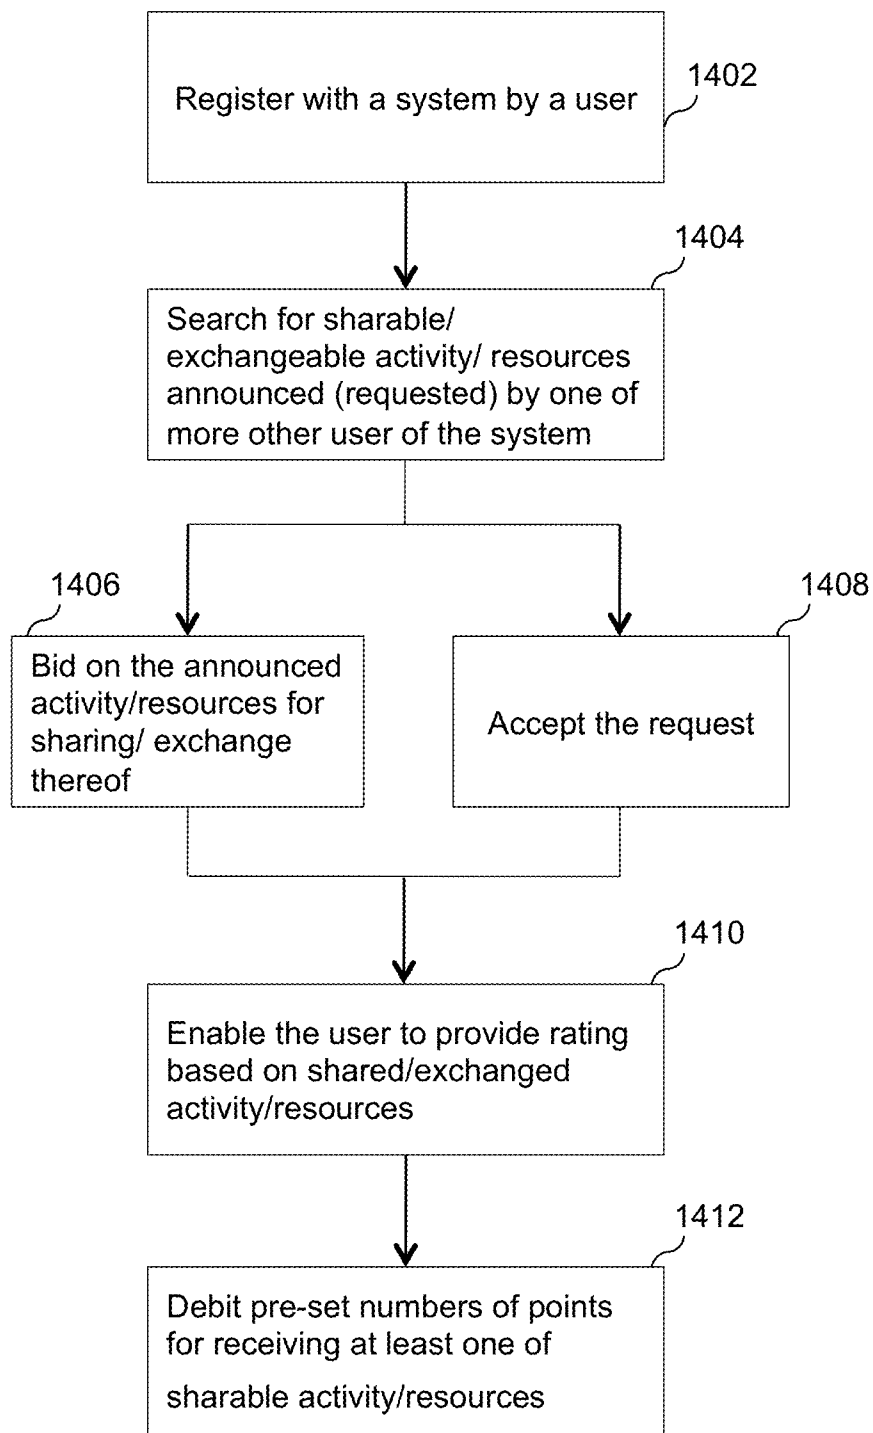 Register with a system by a user
1402
1404
Search for sharable/
exchangeable activity/ resources
announced (requested) by one of
more other user of the system
1406
Bid on the announced
activity/resources for
sharing/ exchange
thereof
1408
Accept the request
1410
Enable the user to provide rating
based on shared/exchanged
activity/resources
1412
Debit pre-set numbers of points
for receiving at least one of
sharable activity/resources